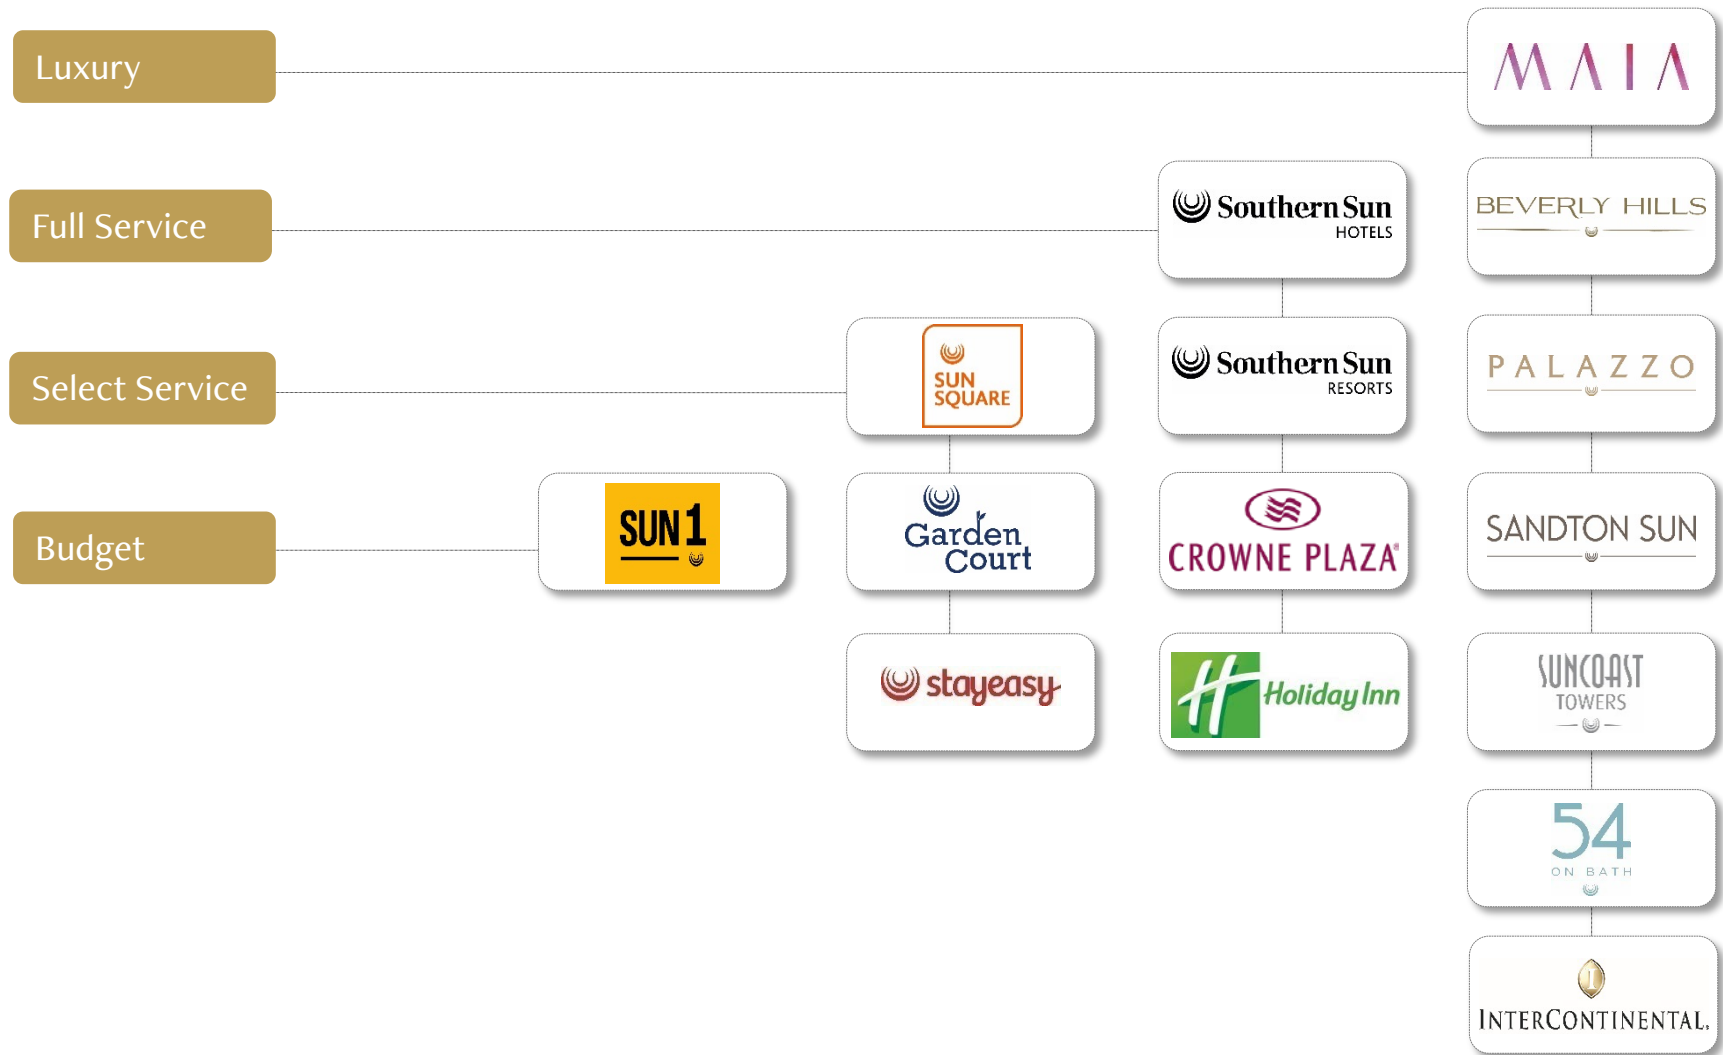 Luxury
MAIA
Full Service
Southern Sun
HOTELS
BEVERLY HILLS
Select Service
SUN
SQUARE
Southern Sun
RESORTS
PALAZZO
Budget
SUN1
Garden
Court
CROWNE PLAZA®
SANDTON SUN
stayeasy
H
Holiday Inn
SUNCOAST
TOWERS
54
ON BATH
I
INTERCONTINENTAL.